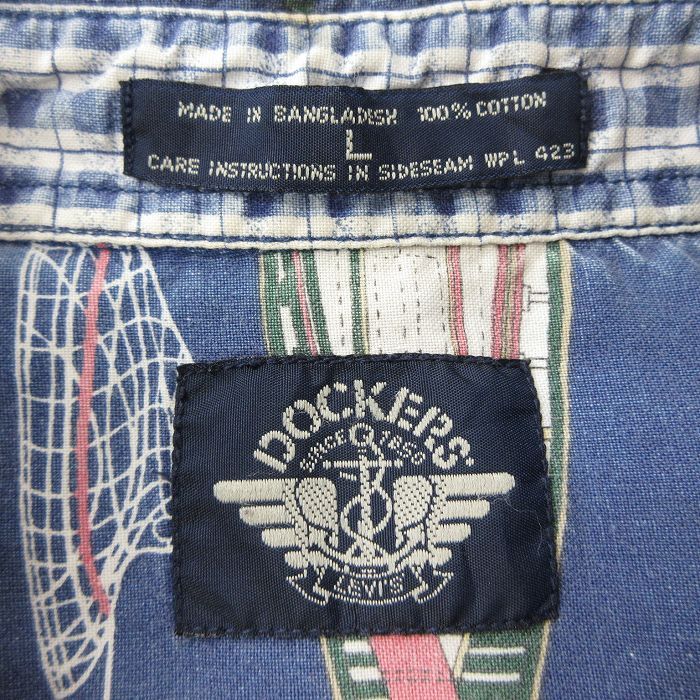 MADE IN BANGLADESH 100% COTTON
L
CARE INSTRUCTIONS IN SIDESEAM WPL 423
DOCKERS
SINCE 1850
LEVI'S